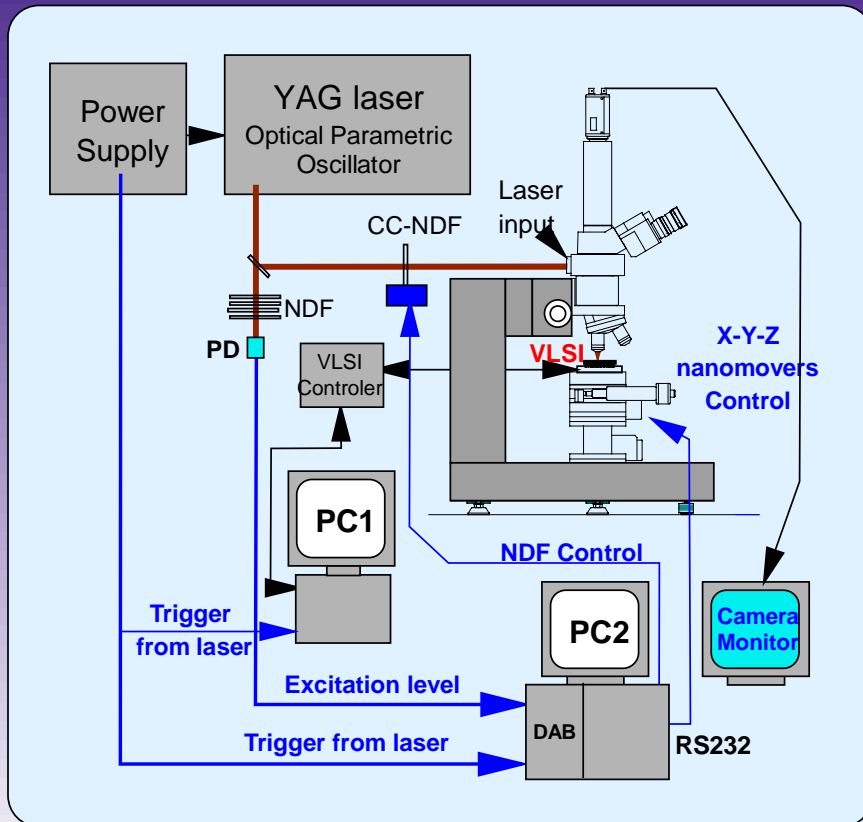 Power
Supply
YAG laser
Optical Parametric
Oscillator
Laser
input
CC-NDF
NDF
PD
VLSI
Controler
VLSI
X-Y-Z
nanomovers
Control
PC1
NDF Control
Trigger
from laser
PC2
Camera
Monitor
Excitation level
Trigger from laser
DAB
RS232